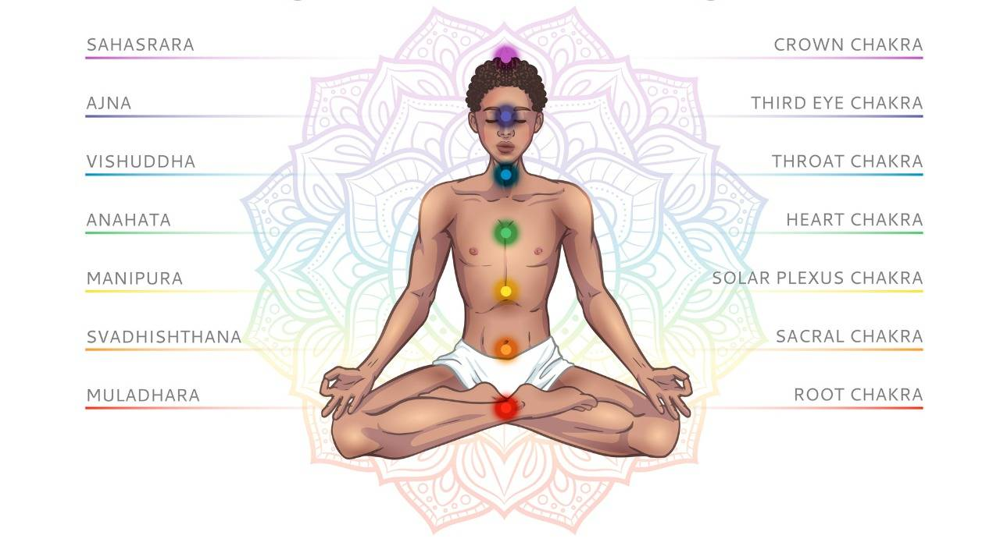 SAHASRARA
CROWN CHAKRA
AJNA
THIRD EYE CHAKRA
VISHUDDHA
THROAT CHAKRA
ANAHATA
HEART CHAKRA
MANIPURA
SOLAR PLEXUS CHAKRA
SVADHISHTHANA
SACRAL CHAKRA
MULADHARA
ROOT CHAKRA